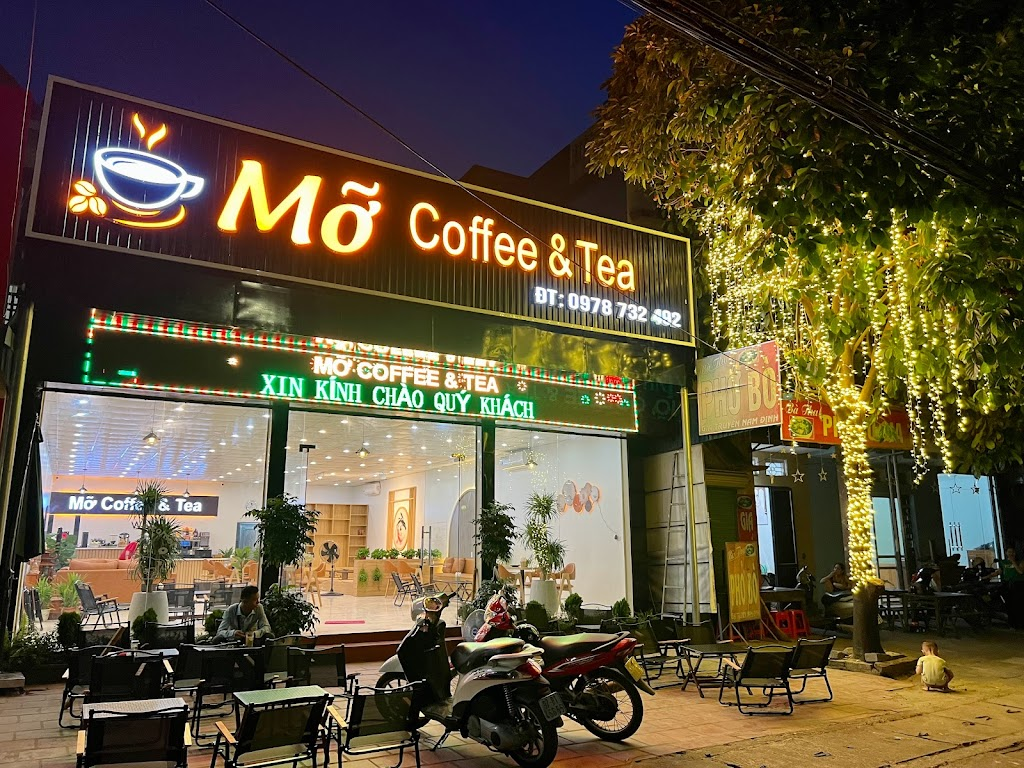 Mỡ Coffee & Tea
ĐT: 0978 732 492
MỠ COFFEE & TEA
XIN KÍNH CHÀO QUÝ KHÁCH
Mỡ Coffee & Tea
PHỞ BÒ
NAM ĐỊNH
GIA